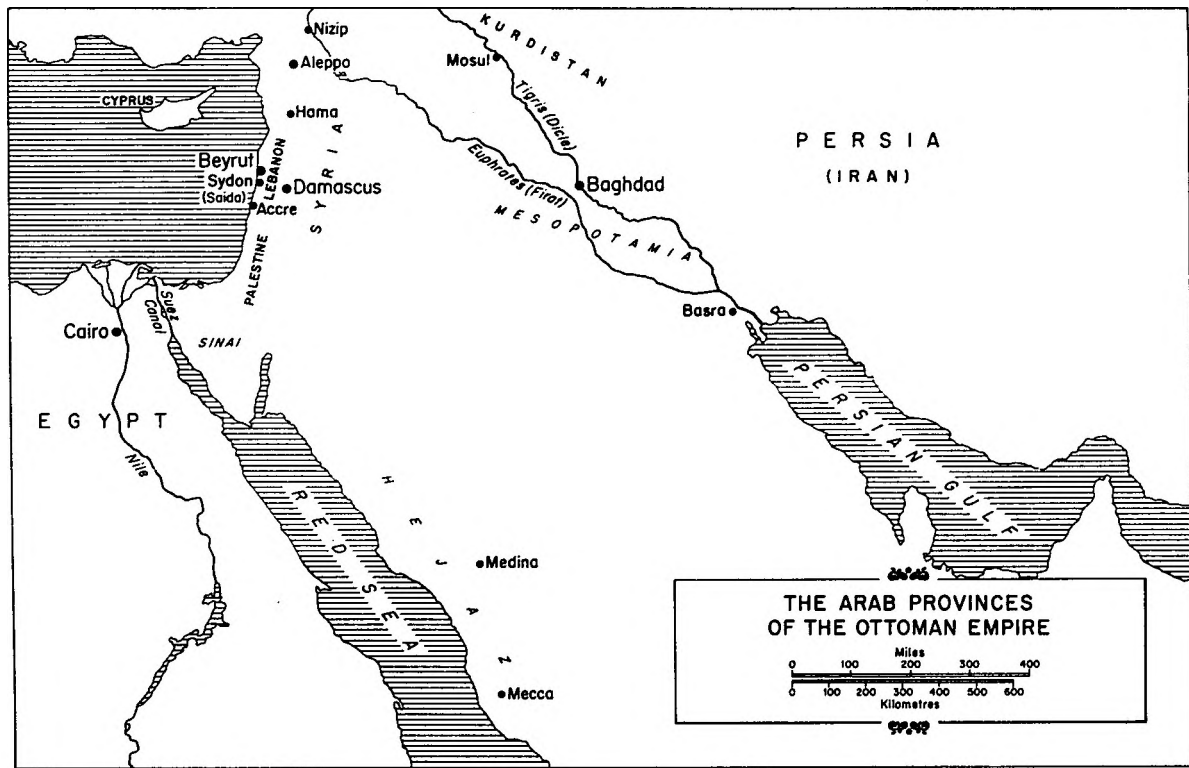 Nizip
Aleppo
Hama
CYPRUS
Beyrut
Sydon
(Saida)
Accre
LEBANON
Damascus
SYRIA
PALESTINE
KURDISTAN
Mosul
Tigris (Dicle)
Euphrates (Firat)
Baghdad
MESOPOTAMIA
Basra
PERSIA
(IRAN)
PERSIAN GULF
Suez
Canal
Cairo
SINAI
EGYPT
Nile
RED SEA
HEJAZ
Medina
Mecca
THE ARAB PROVINCES
OF THE OTTOMAN EMPIRE
Miles
0 100 200 300 400
0 100 200 300 400 500 600
Kilometres